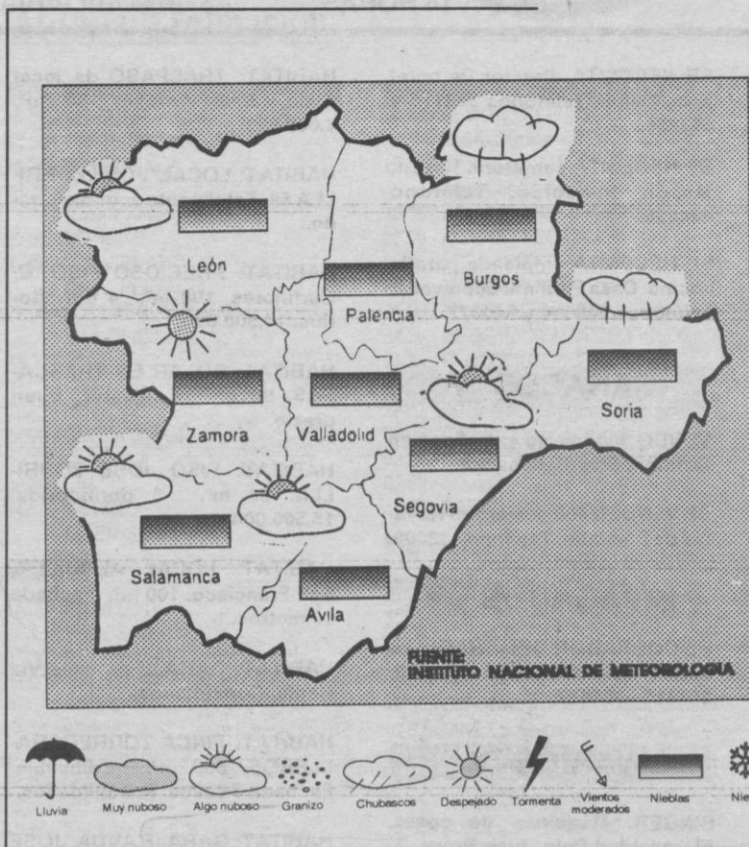 León
Burgos
Palencia
Soria
Zamora
Valladolid
Segovia
Salamanca
Avila
FUENTE:
INSTITUTO NACIONAL DE METEOROLOGIA
Lluvia
Muy nuboso
Algo nuboso
Granizo
Chubascos
Despejado
Tormenta
Vientos
moderados
Nieblas
Nie